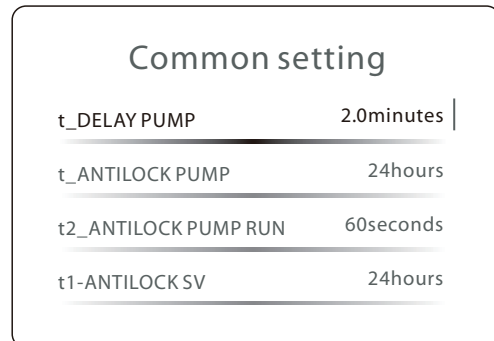 Common setting
t_DELAY PUMP 2.0minutes
t_ANTILOCK PUMP 24hours
t2_ANTILOCK PUMP RUN 60seconds
t1-ANTILOCK SV 24hours